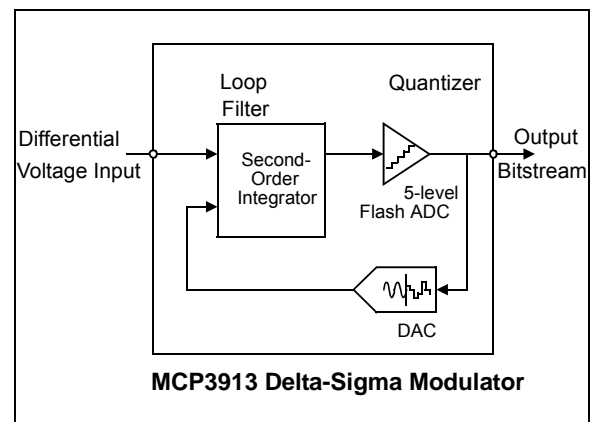 Loop
Filter
Quantizer
Differential
Voltage Input
Second-
Order
Integrator
Output
Bitstream
5-level
Flash ADC
DAC
MCP3913 Delta-Sigma Modulator